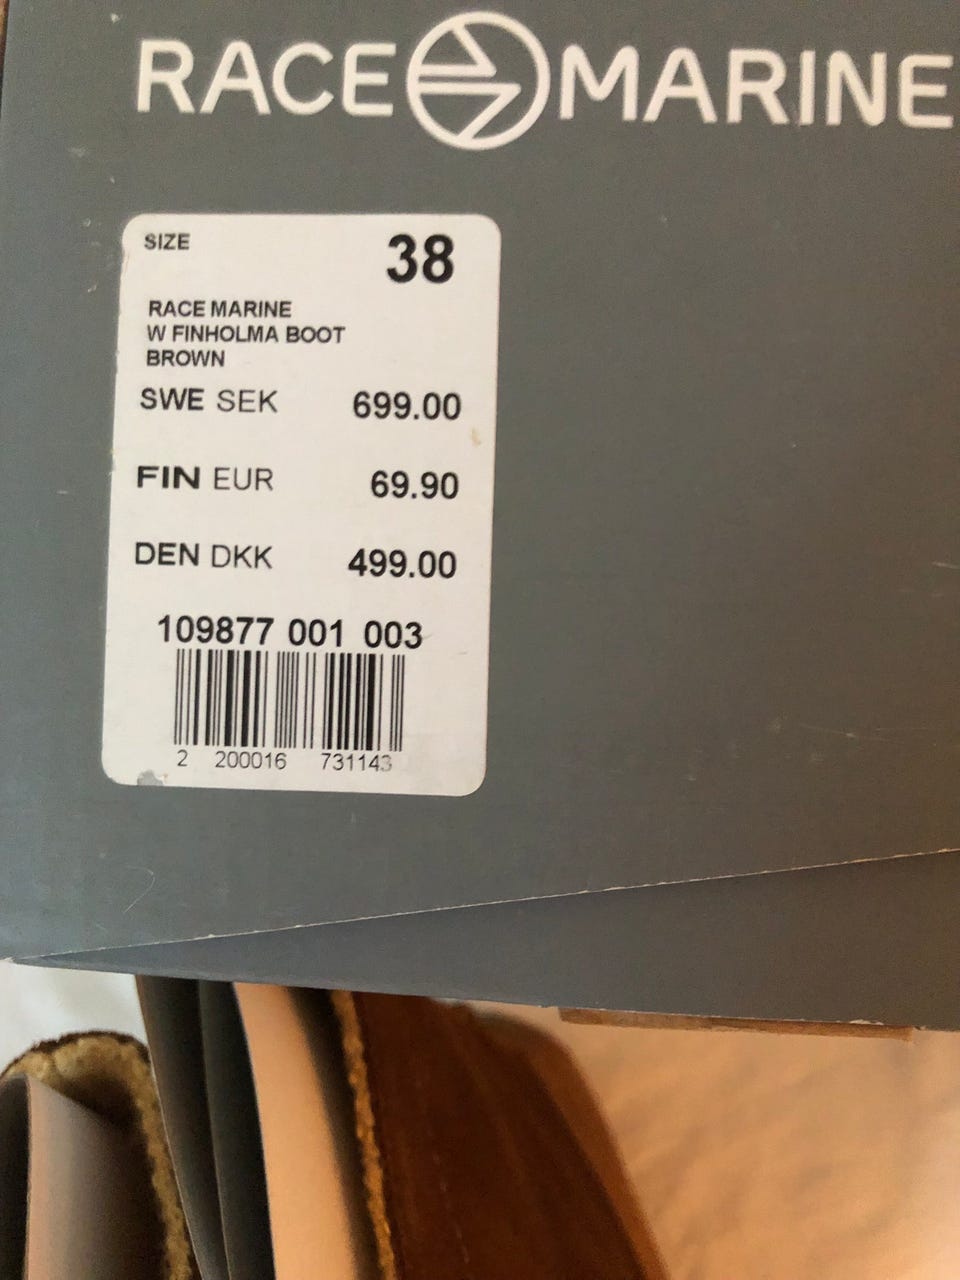 RACE MARINE
SIZE 38
RACE MARINE
W FINHOLMA BOOT
BROWN
SWE SEK 699.00
FIN EUR 69.90
DEN DKK 499.00
109877 001 003
2 200016 731143